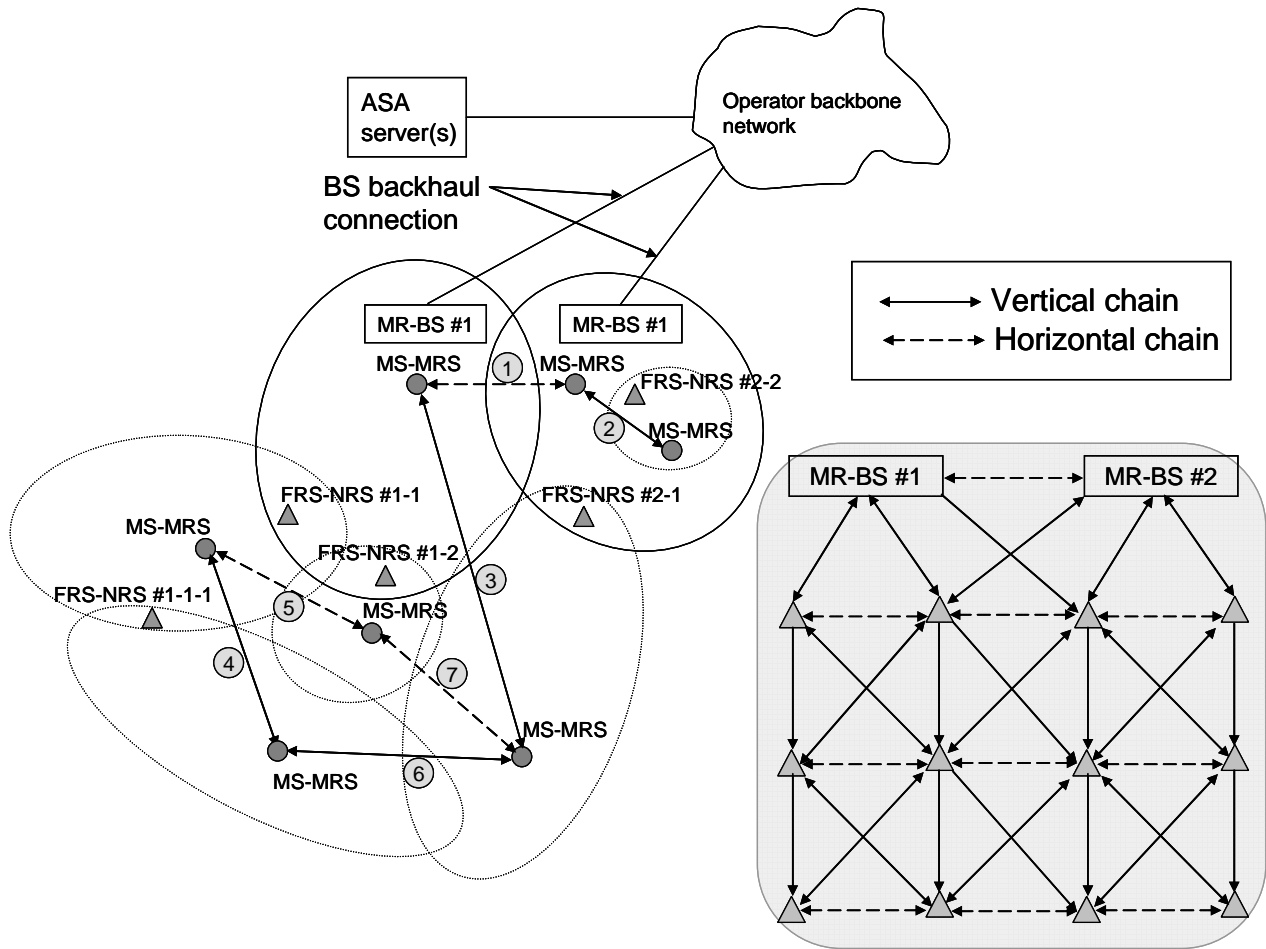 ASA
server(s)
Operator backbone
network
BS backhaul
connection
Vertical chain
Horizontal chain
MR-BS #1
MR-BS #1
MS-MRS
1
MS-MRS
FRS-NRS #2-2
2
MS-MRS
MR-BS #1
MR-BS #2
FRS-NRS #1-1
FRS-NRS #2-1
MS-MRS
FRS-NRS #1-2
3
FRS-NRS #1-1-1
5
MS-MRS
4
7
MS-MRS
6
MS-MRS